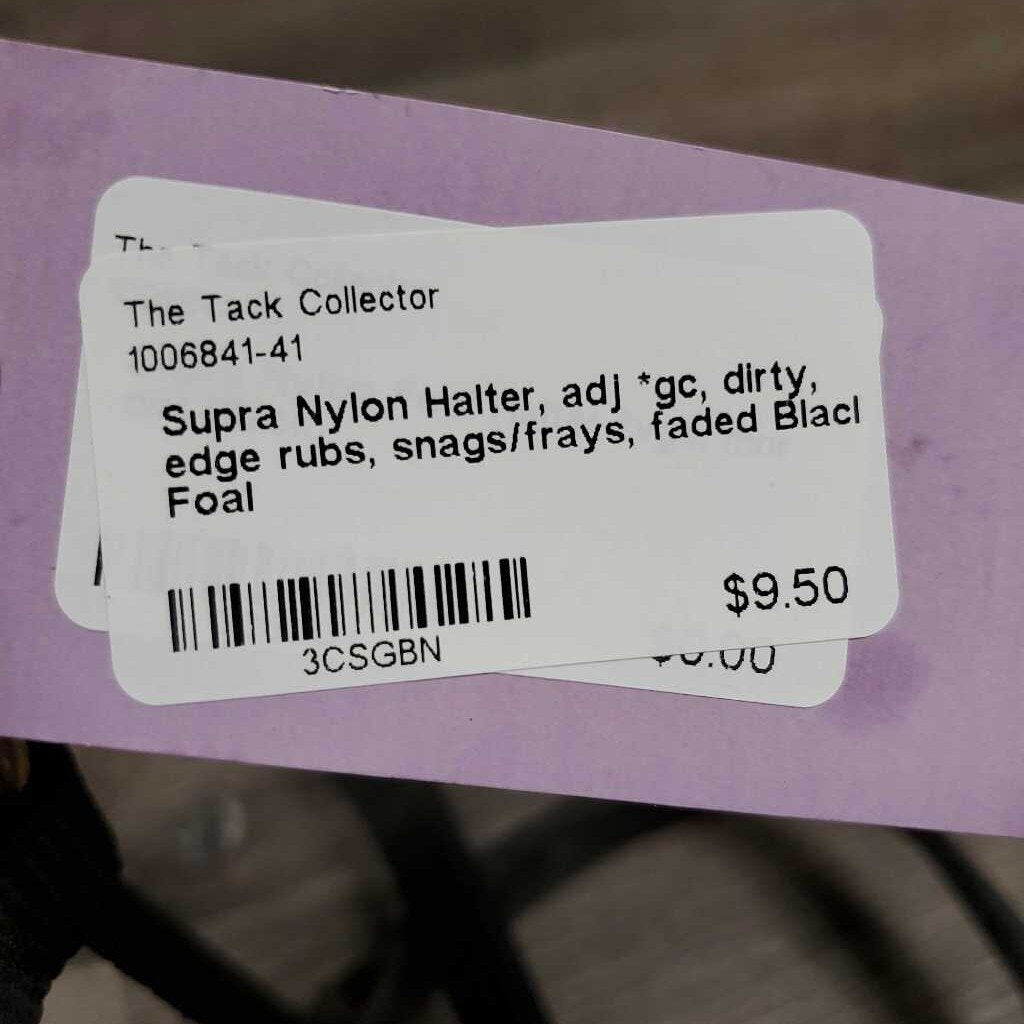 The Tack Collector
1006841-41
Supra Nylon Halter, adj *gc, dirty,
edge rubs, snags/frays, faded Blacl
Foal
$9.50
3CSGBN